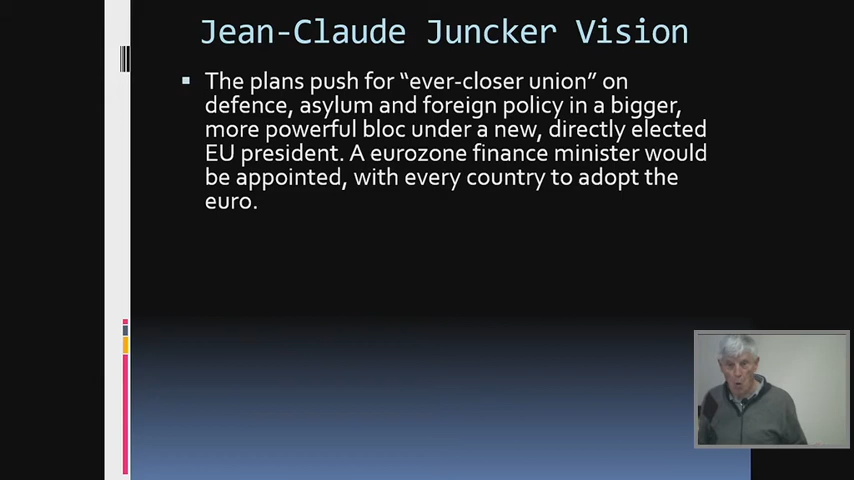 Jean-Claude Juncker Vision
The plans push for “ever-closer union” on
defence, asylum and foreign policy in a bigger,
more powerful bloc under a new, directly elected
EU president. A eurozone finance minister would
be appointed, with every country to adopt the
euro.